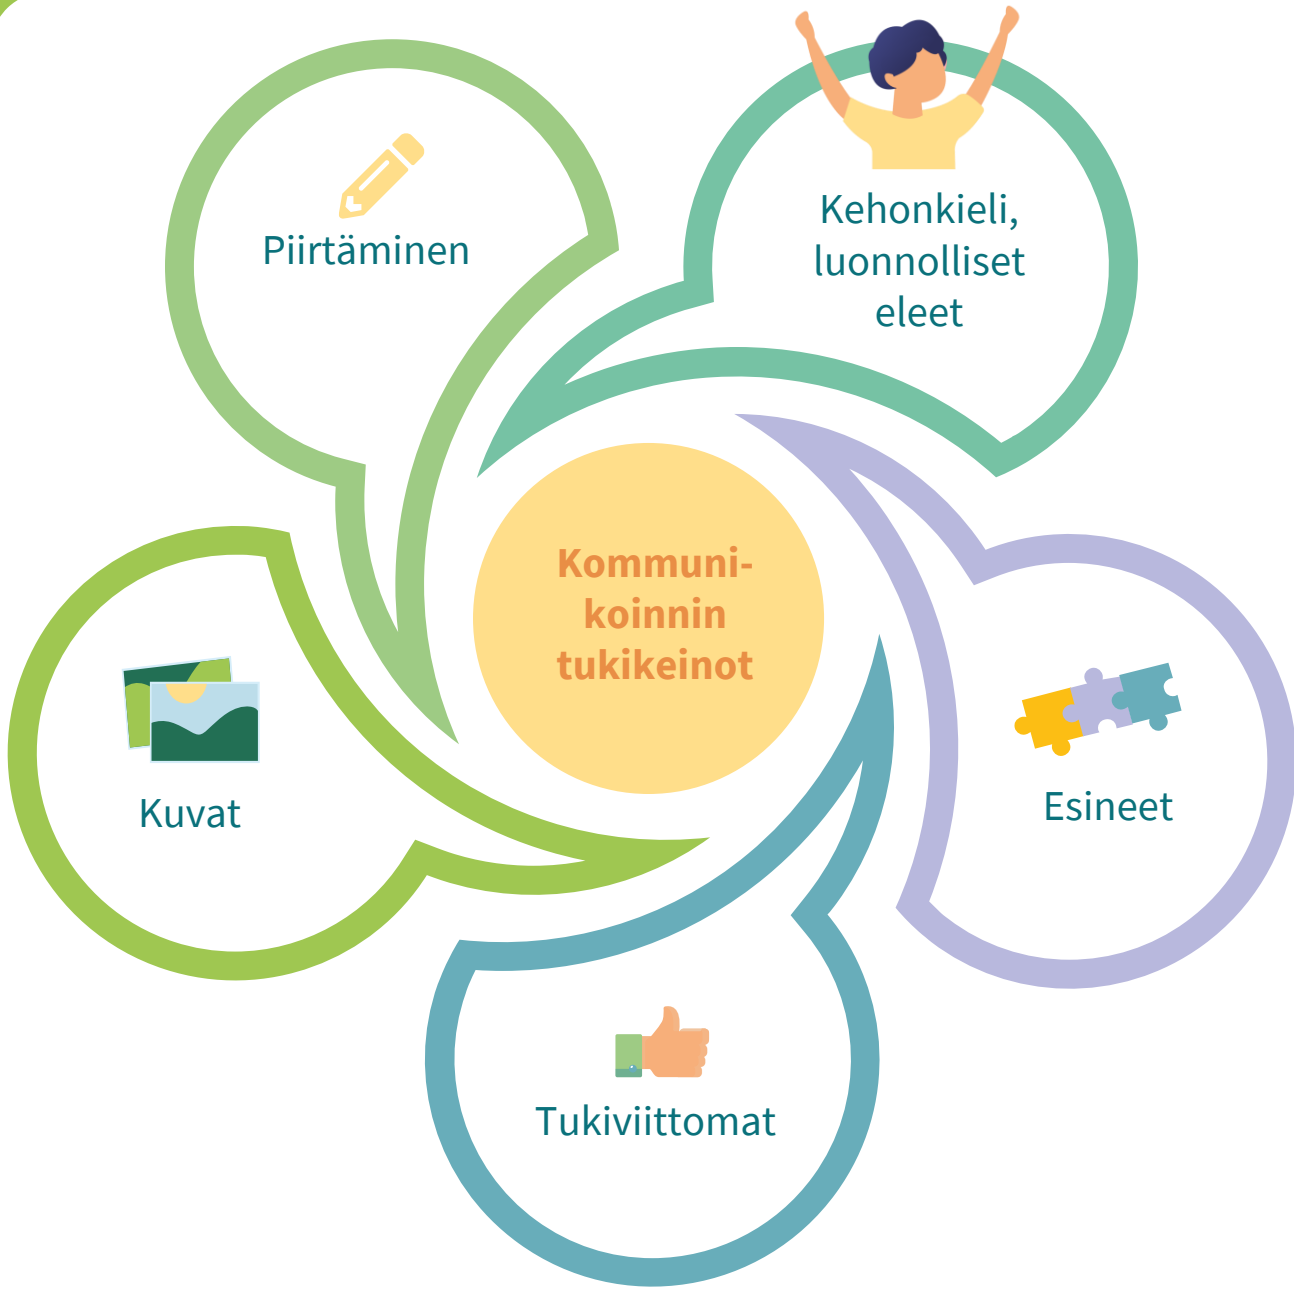 Piirtäminen
Kehonkieli,
luonnolliset
eleet
Kommuni-
koinnin
tukikeinot
Kuvat
Esineet
Tukiviittomat